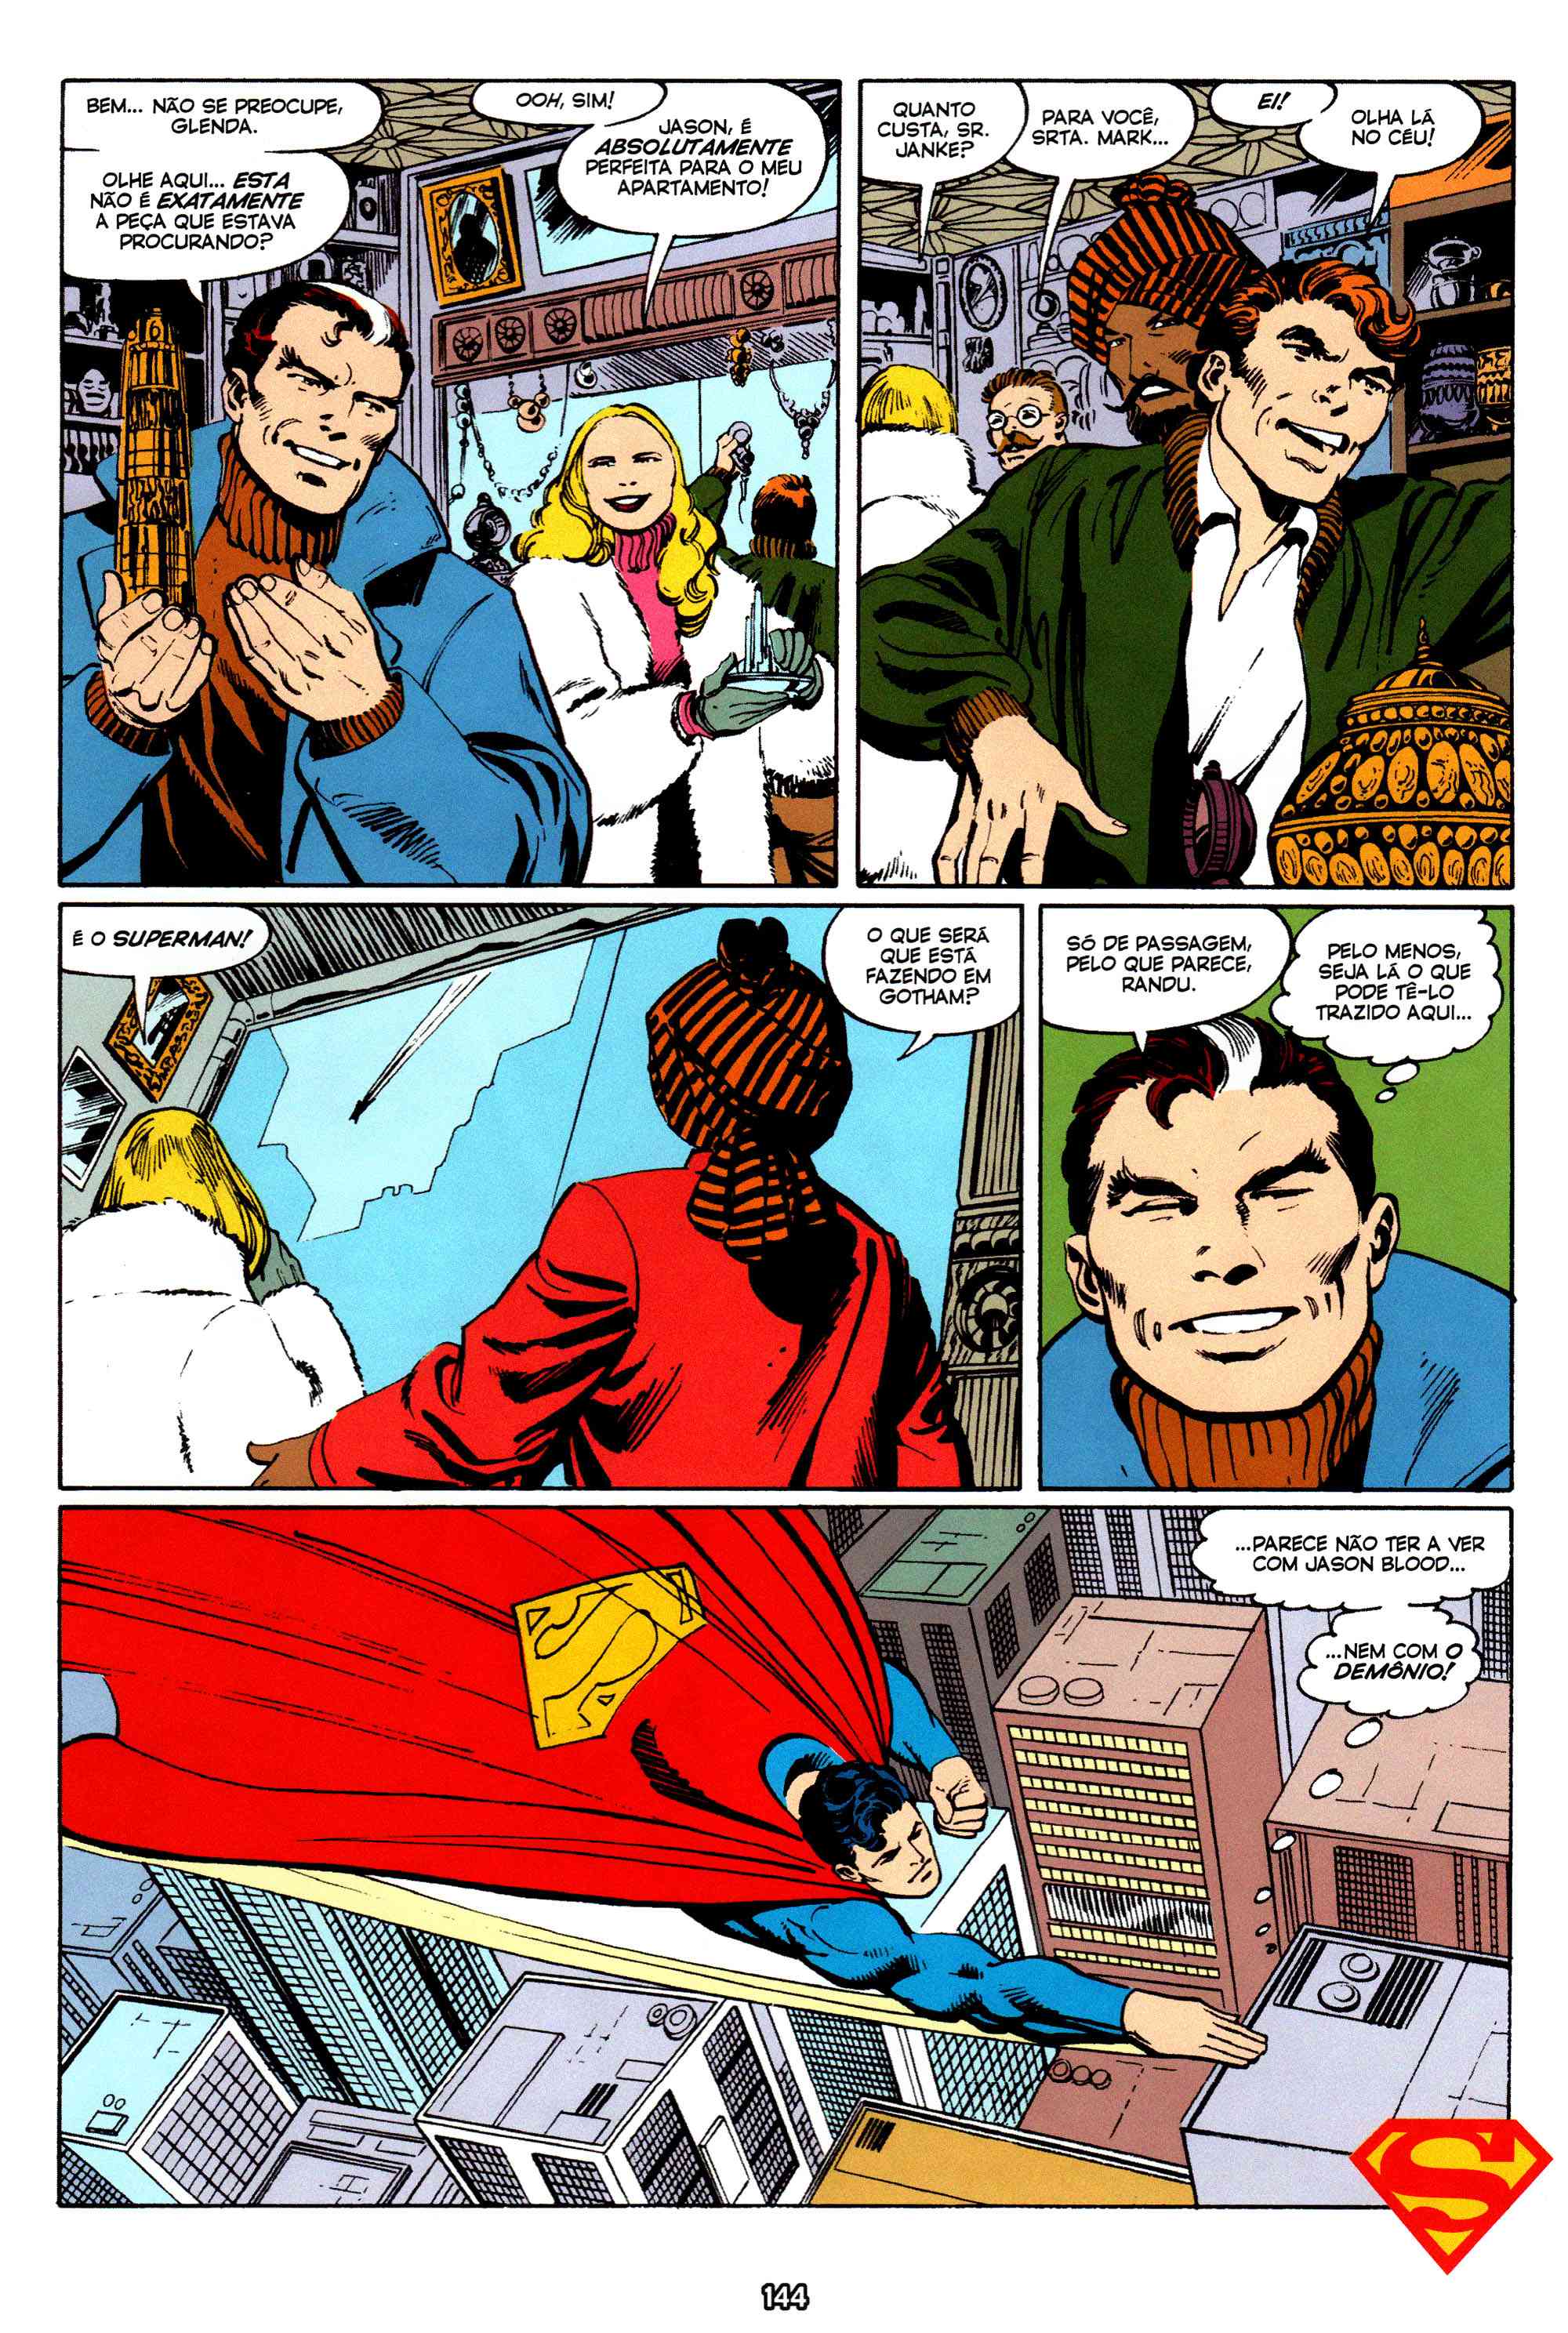 BEM... NÃO SE PREOCUPE,
GLENDA.
OLHE AQUI... ESTA
NÃO É EXATAMENTE
A PEÇA QUE ESTAVA
PROCURANDO?
OOH, SIM!
JASON, É
ABSOLUTAMENTE
PERFEITA PARA O MEU
APARTAMENTO!
QUANTO
CUSTA, SR.
JANKE?
PARA VOCÊ,
SRTA. MARK...
EI!
OLHA LÁ
NO CÉU!
É O SUPERMAN!
O QUE SERÁ
QUE ESTÁ
FAZENDO EM
GOTHAM?
SÓ DE PASSAGEM,
PELO QUE PARECE,
RANDU.
PELO MENOS,
SEJA LÁ O QUE
PODE TÊ-LO
TRAZIDO AQUI...
...PARECE NÃO TER A VER
COM JASON BLOOD...
...NEM COM O
DEMÔNIO!
S
144